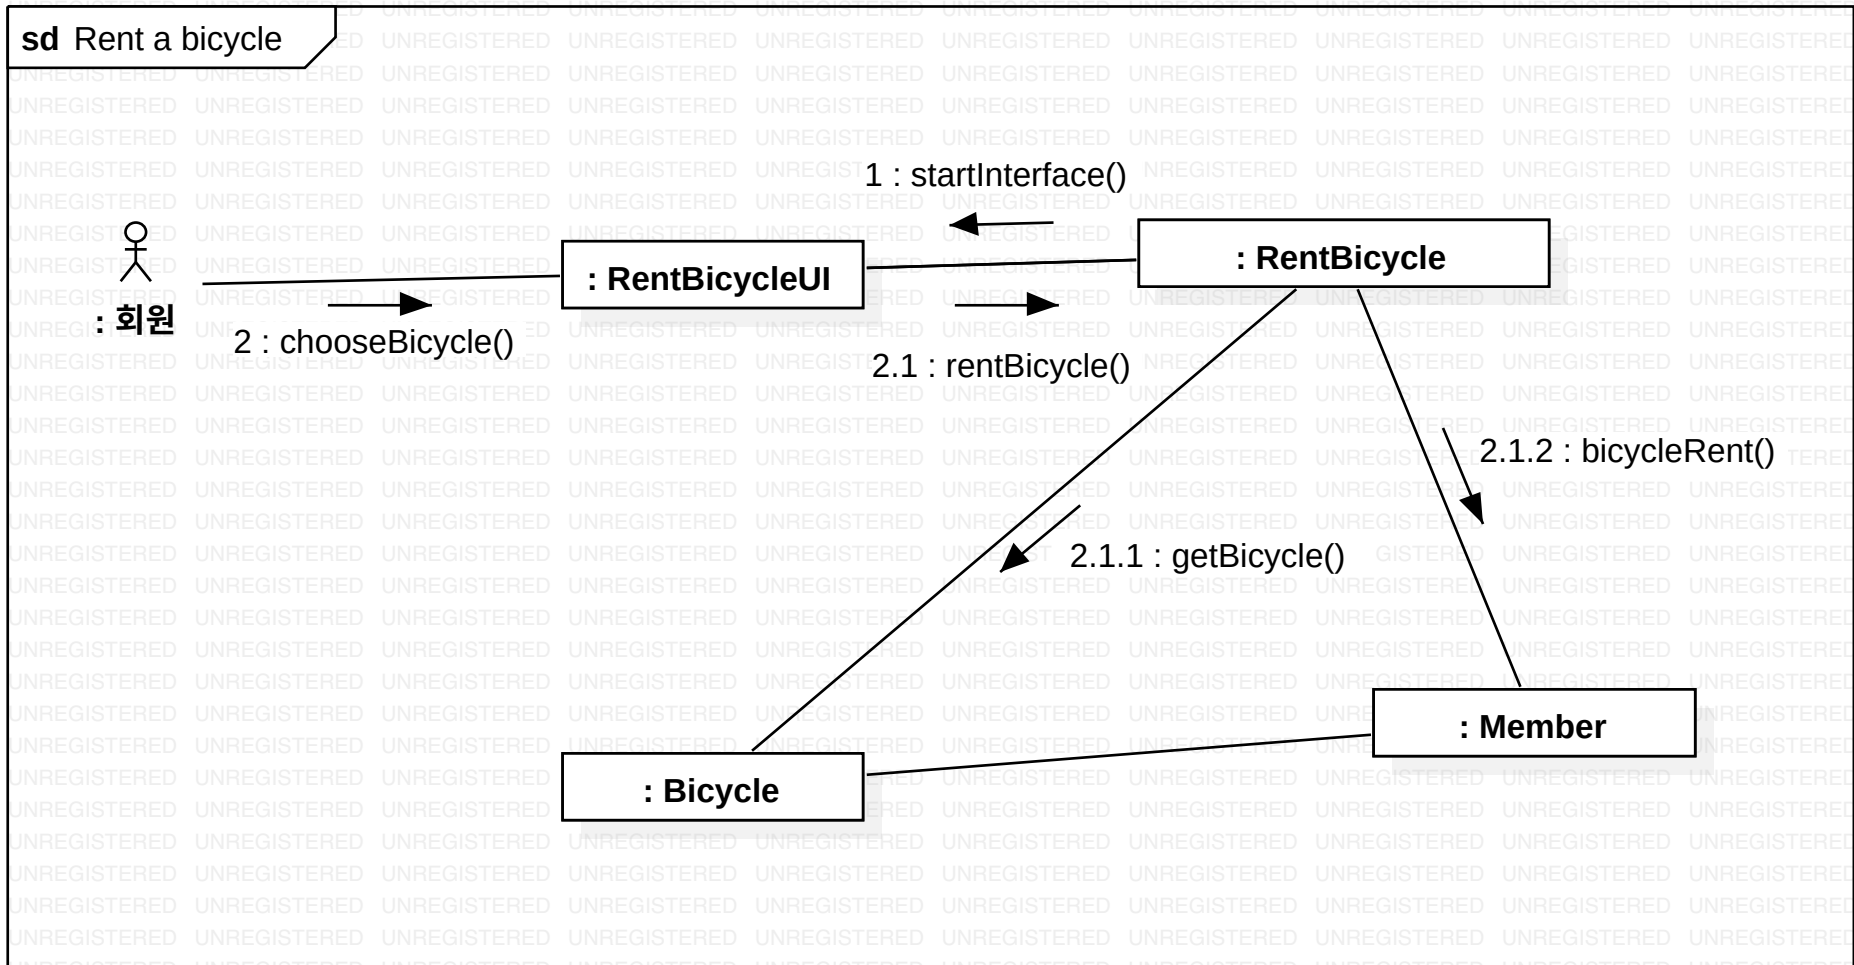 sd Rent a bicycle
1 : startInterface()
: RentBicycleUI
: RentBicycle
: 회원
2 : chooseBicycle()
2.1 : rentBicycle()
2.1.2 : bicycleRent()
2.1.1 : getBicycle()
: Member
: Bicycle
UNREGISTERED